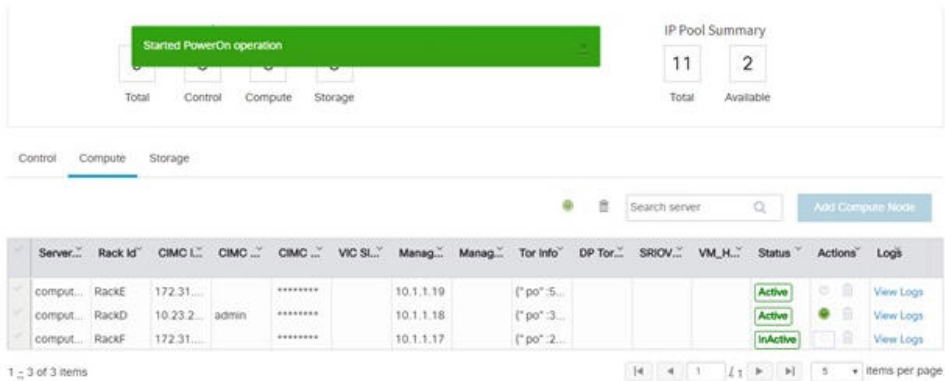 Started PowerOn operation
Total Control Compute Storage
IP Pool Summary
11 2
Total Available
Control Compute Storage
Search server
Add Compute Node
Server... Rack Id CIMC I... CIMC ... CIMC ... VIC SI... Manag... Manag... Tor Info DP Tor... SRIOV... VM_H... Status Actions Logs
comput... RackE 172.31.... ******** 10.1.1.19 {" po" :5... Active View Logs
comput... RackD 10.23.2... admin ******** 10.1.1.18 {" po" :3... Active View Logs
comput... RackF 172.31.... ******** 10.1.1.17 {" po" :2... InActive View Logs
1 - 3 of 3 items
1 / 1 5 items per page